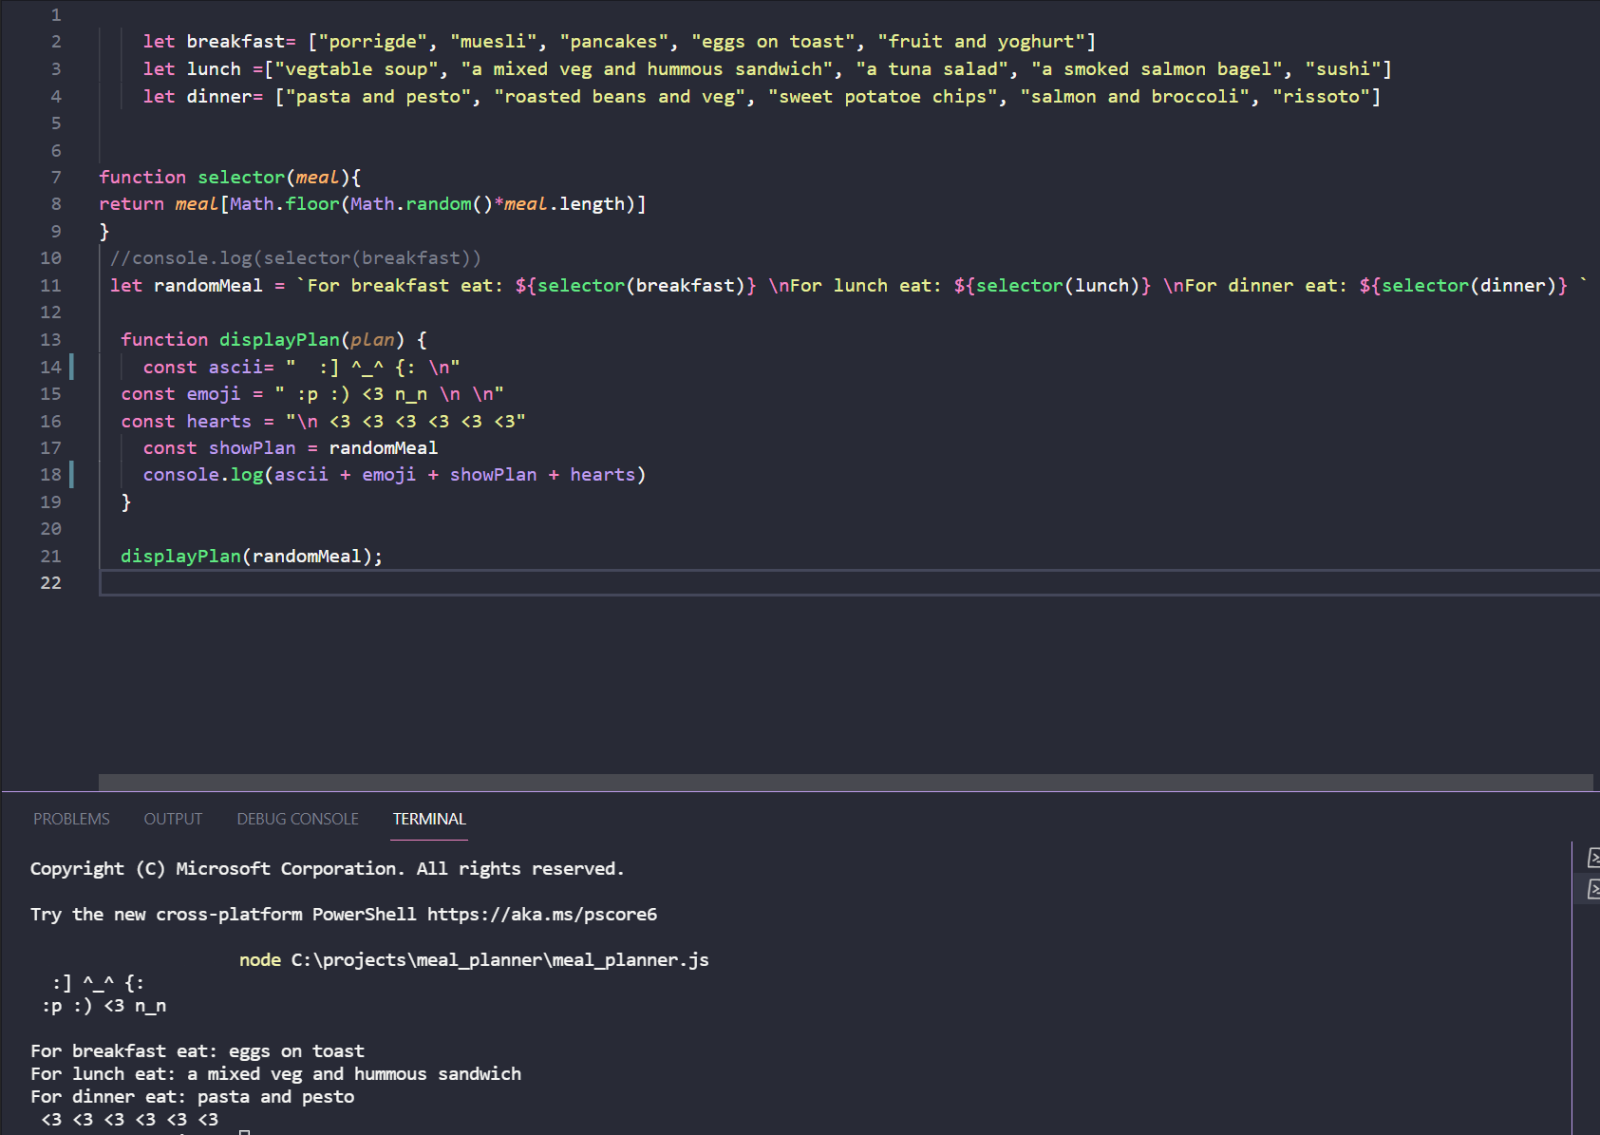 1
2 let breakfast= ["porrigde", "muesli", "pancakes", "eggs on toast", "fruit and yoghurt"]
3 let lunch =["vegtable soup", "a mixed veg and hummous sandwich", "a tuna salad", "a smoked salmon bagel", "sushi"]
4 let dinner= ["pasta and pesto", "roasted beans and veg", "sweet potatoe chips", "salmon and broccoli", "rissoto"]
5
6
7 function selector(meal){
8 return meal[Math.floor(Math.random()*meal.length)]
9 }
10 //console.log(selector(breakfast))
11 let randomMeal = `For breakfast eat: ${selector(breakfast)} \nFor lunch eat: ${selector(lunch)} \nFor dinner eat: ${selector(dinner)} `
12
13 function displayPlan(plan) {
14 const ascii= "  :] ^_^ {: \n"
15 const emoji = " :p :) <3 n_n \n \n"
16 const hearts = "\n <3 <3 <3 <3 <3 <3"
17 const showPlan = randomMeal
18 console.log(ascii + emoji + showPlan + hearts)
19 }
20
21 displayPlan(randomMeal);
22
PROBLEMS OUTPUT DEBUG CONSOLE TERMINAL
Copyright (C) Microsoft Corporation. All rights reserved.
Try the new cross-platform PowerShell https://aka.ms/pscore6
node C:\projects\meal_planner\meal_planner.js
:] ^_^ {:
:p :) <3 n_n
For breakfast eat: eggs on toast
For lunch eat: a mixed veg and hummous sandwich
For dinner eat: pasta and pesto
<3 <3 <3 <3 <3 <3